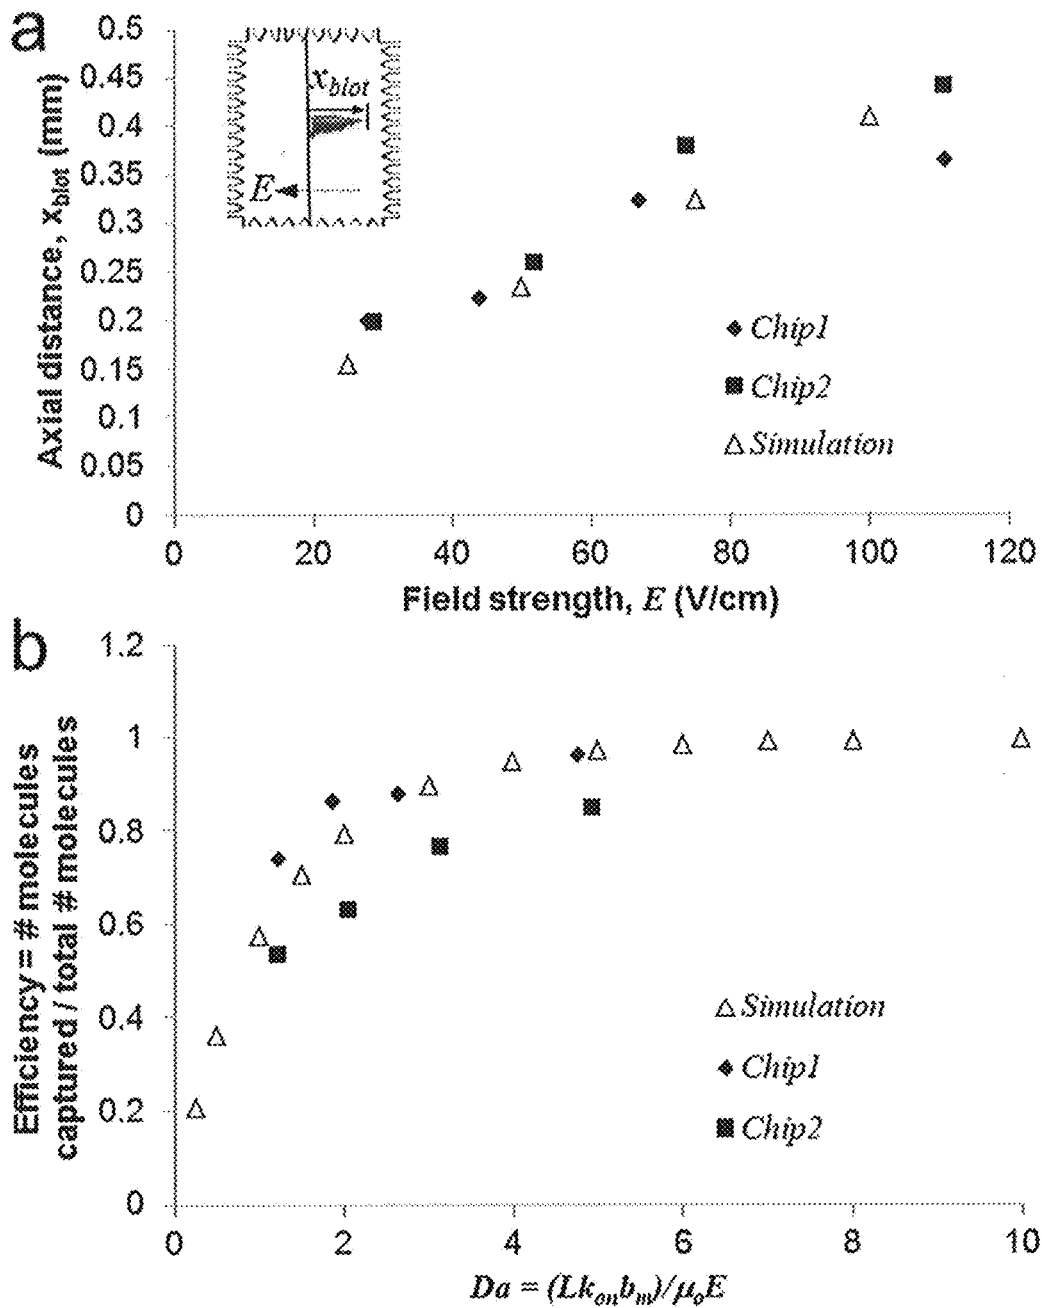 a
0.5
0.45
0.4
0.35
0.3
0.25
0.2
0.15
0.1
0.05
0
Axial distance, x_blot (mm)
x_blot
E
Chip1
Chip2
Simulation
0 20 40 60 80 100 120
Field strength, E (V/cm)
b
1.2
1
0.8
0.6
0.4
0.2
0
Efficiency = # molecules
captured / total # molecules
Simulation
Chip1
Chip2
0 2 4 6 8 10
Da = (Lk_on b_m)/μ_o E